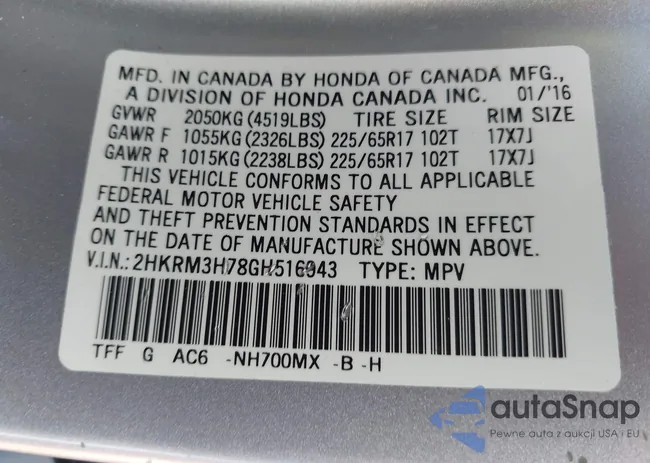 MFD. IN CANADA BY HONDA OF CANADA MFG.,
A DIVISION OF HONDA CANADA INC. 01/'16
GVWR 2050KG (4519LBS) TIRE SIZE RIM SIZE
GAWR F 1055KG (2326LBS) 225/65R17 102T 17X7J
GAWR R 1015KG (2238LBS) 225/65R17 102T 17X7J
THIS VEHICLE CONFORMS TO ALL APPLICABLE
FEDERAL MOTOR VEHICLE SAFETY
AND THEFT PREVENTION STANDARDS IN EFFECT
ON THE DATE OF MANUFACTURE SHOWN ABOVE.
V.I.N.: 2HKRM3H78GH516943 TYPE: MPV
TFF G AC6 -NH700MX -B -H
autaSnap
Pewne auta z aukcji USA i EU